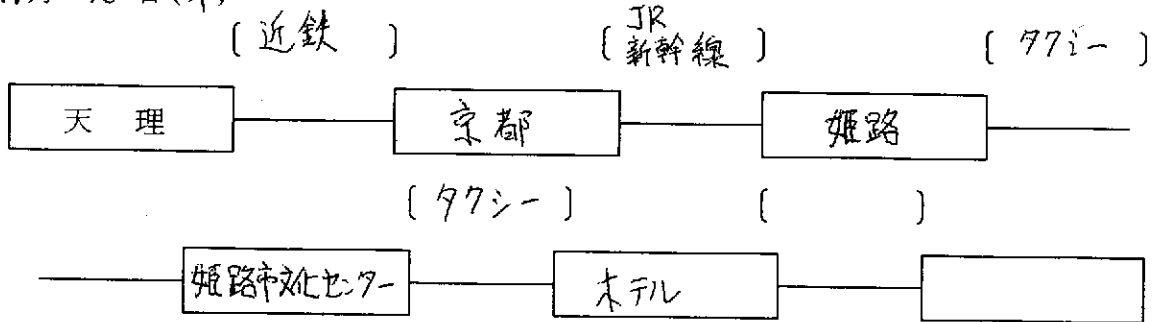 〔 近鉄 〕 〔 JR 新幹線 〕 〔 タクシー 〕
天理 京都 姫路
〔 タクシー 〕 〔 〕
姫路市文化センター ホテル